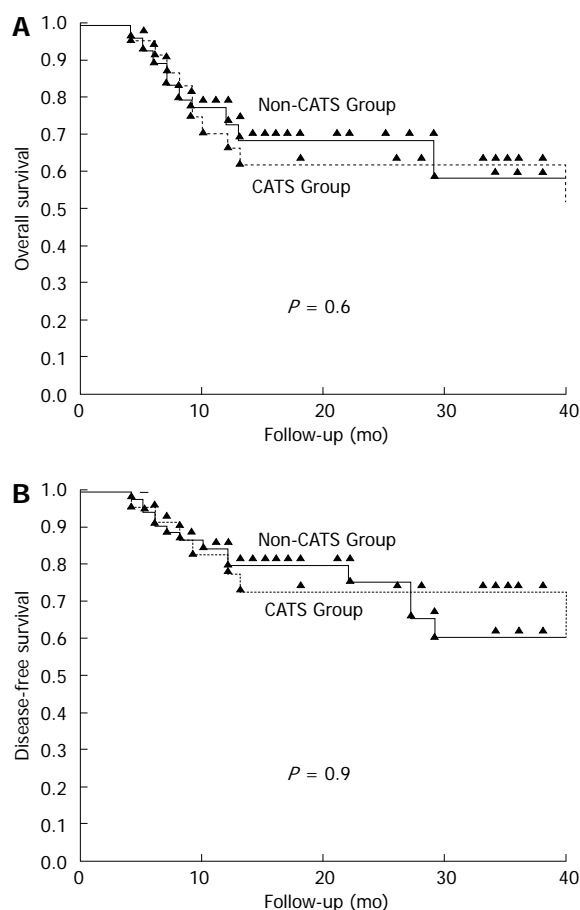 A
1.0
0.9
0.8
0.7
0.6
0.5
0.4
0.3
0.2
0.1
0.0
Overall survival
Non-CATS Group
CATS Group
P = 0.6
0 10 20 30 40
Follow-up (mo)
B
1.0
0.9
0.8
0.7
0.6
0.5
0.4
0.3
0.2
0.1
0.0
Disease-free survival
Non-CATS Group
CATS Group
P = 0.9
0 10 20 30 40
Follow-up (mo)